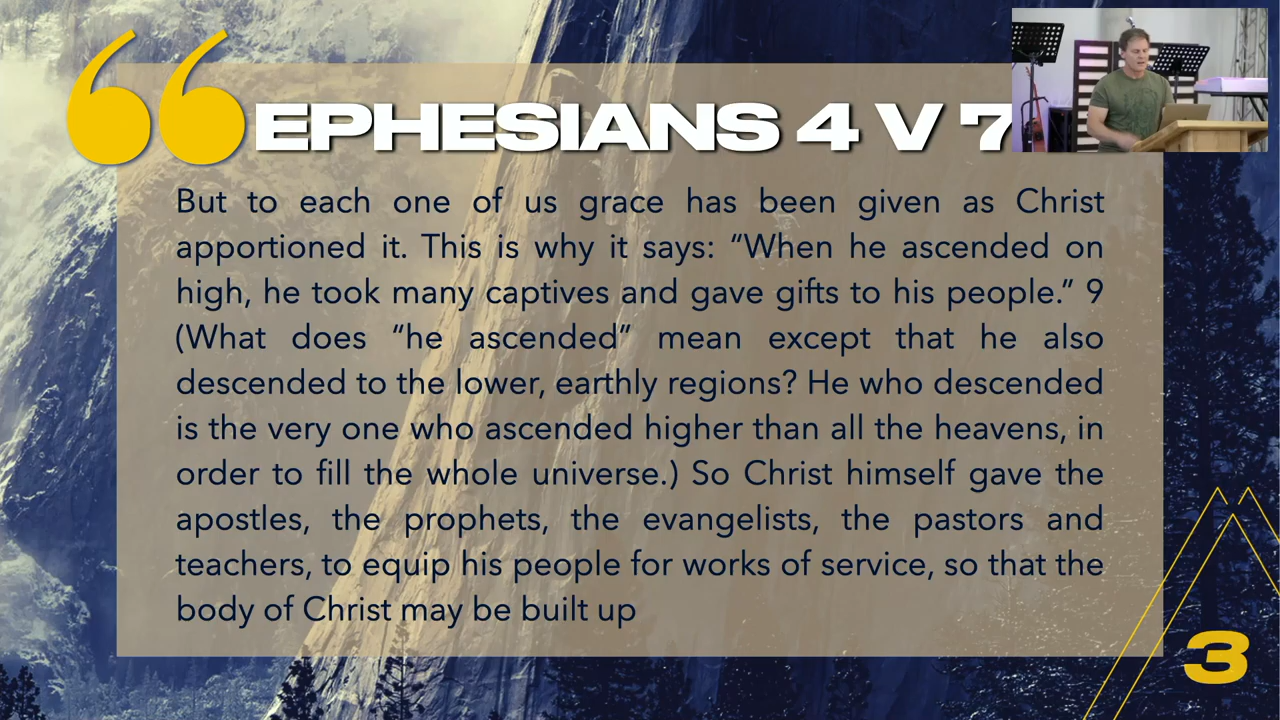 EPHESIANS 4 V 7
But to each one of us grace has been given as Christ
apportioned it. This is why it says: “When he ascended on
high, he took many captives and gave gifts to his people.” 9
(What does “he ascended” mean except that he also
descended to the lower, earthly regions? He who descended
is the very one who ascended higher than all the heavens, in
order to fill the whole universe.) So Christ himself gave the
apostles, the prophets, the evangelists, the pastors and
teachers, to equip his people for works of service, so that the
body of Christ may be built up
3